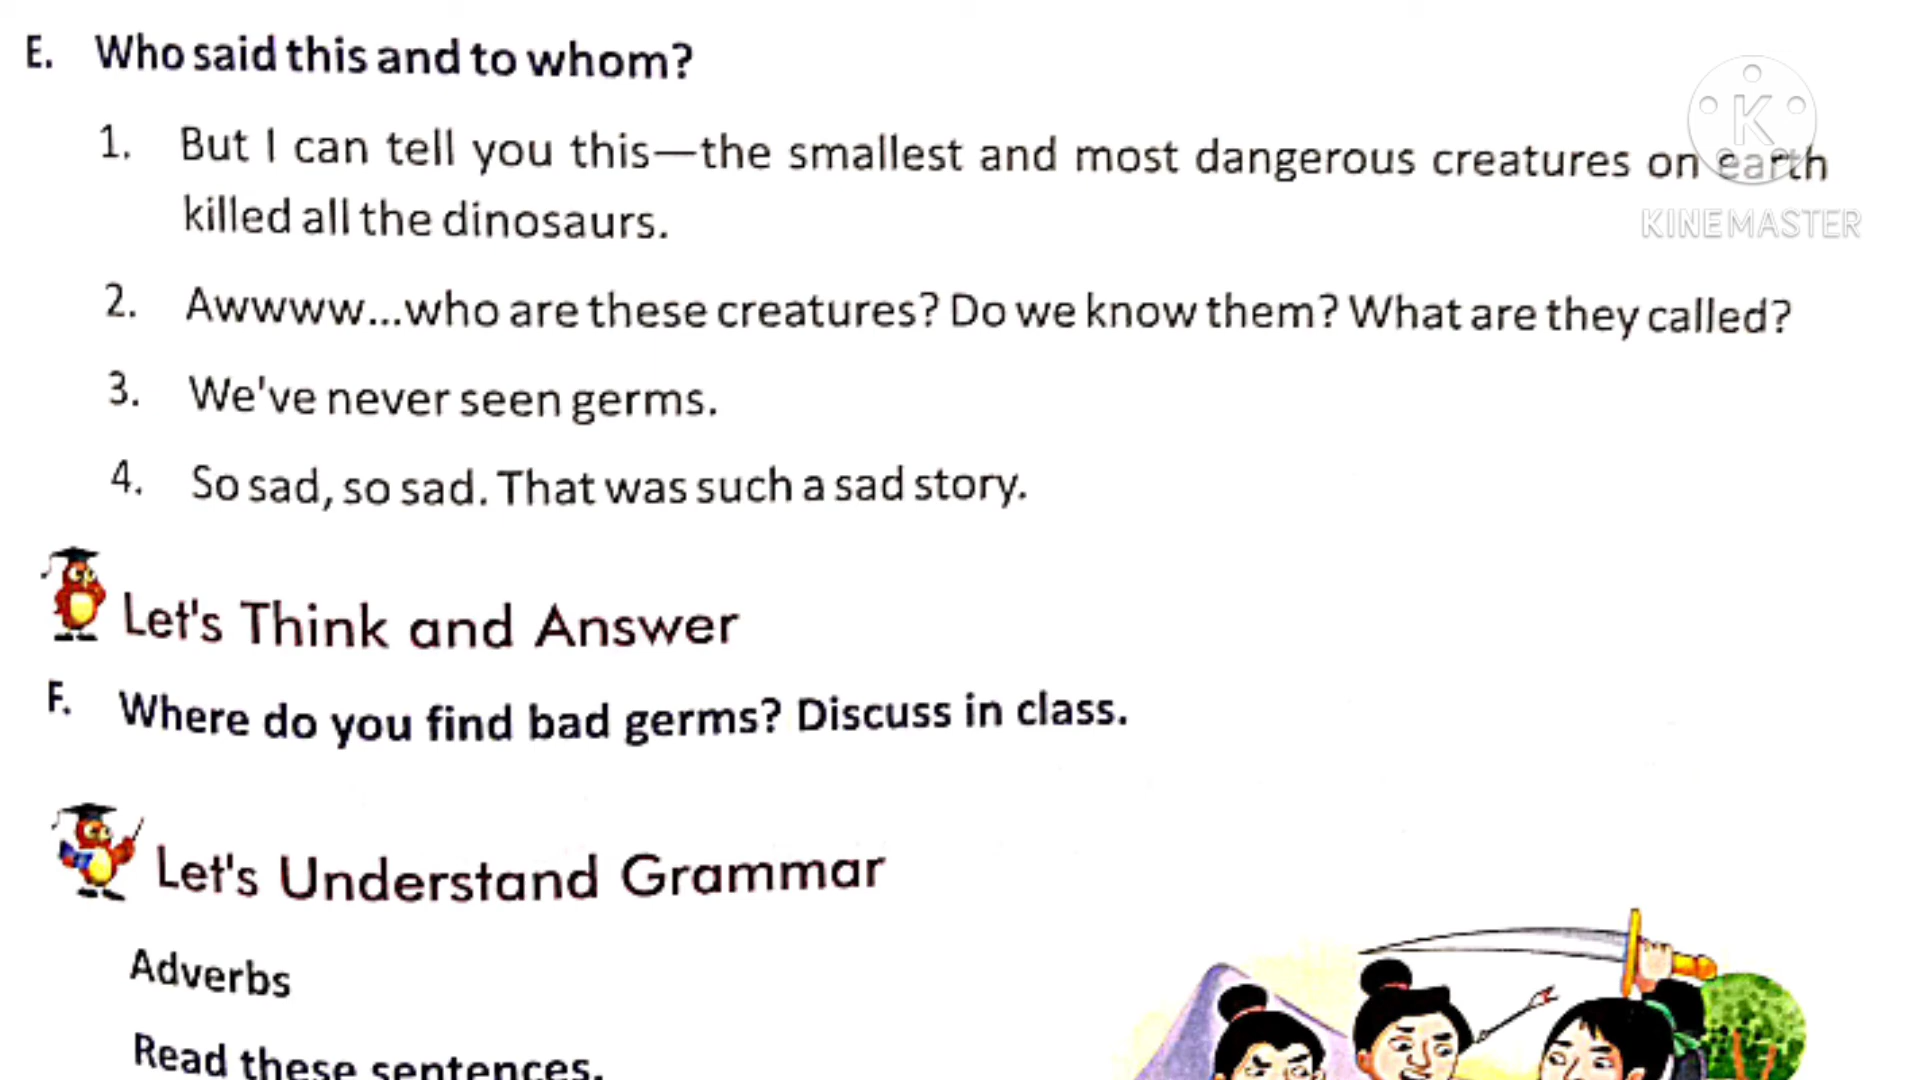 E. Who said this and to whom?
1. But I can tell you this—the smallest and most dangerous creatures on earth
killed all the dinosaurs.
K
KINEMASTER
2. Awwww...who are these creatures? Do we know them? What are they called?
3. We've never seen germs.
4. So sad, so sad. That was such a sad story.
Let's Think and Answer
F. Where do you find bad germs? Discuss in class.
Let's Understand Grammar
Adverbs
Read these sentences.